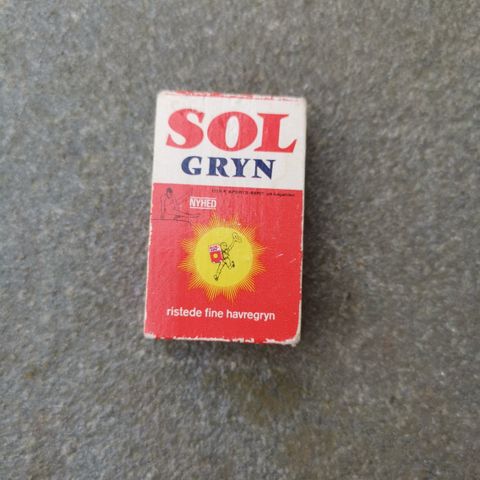 SOL
GRYN
NYHED
ristede fine havregryn